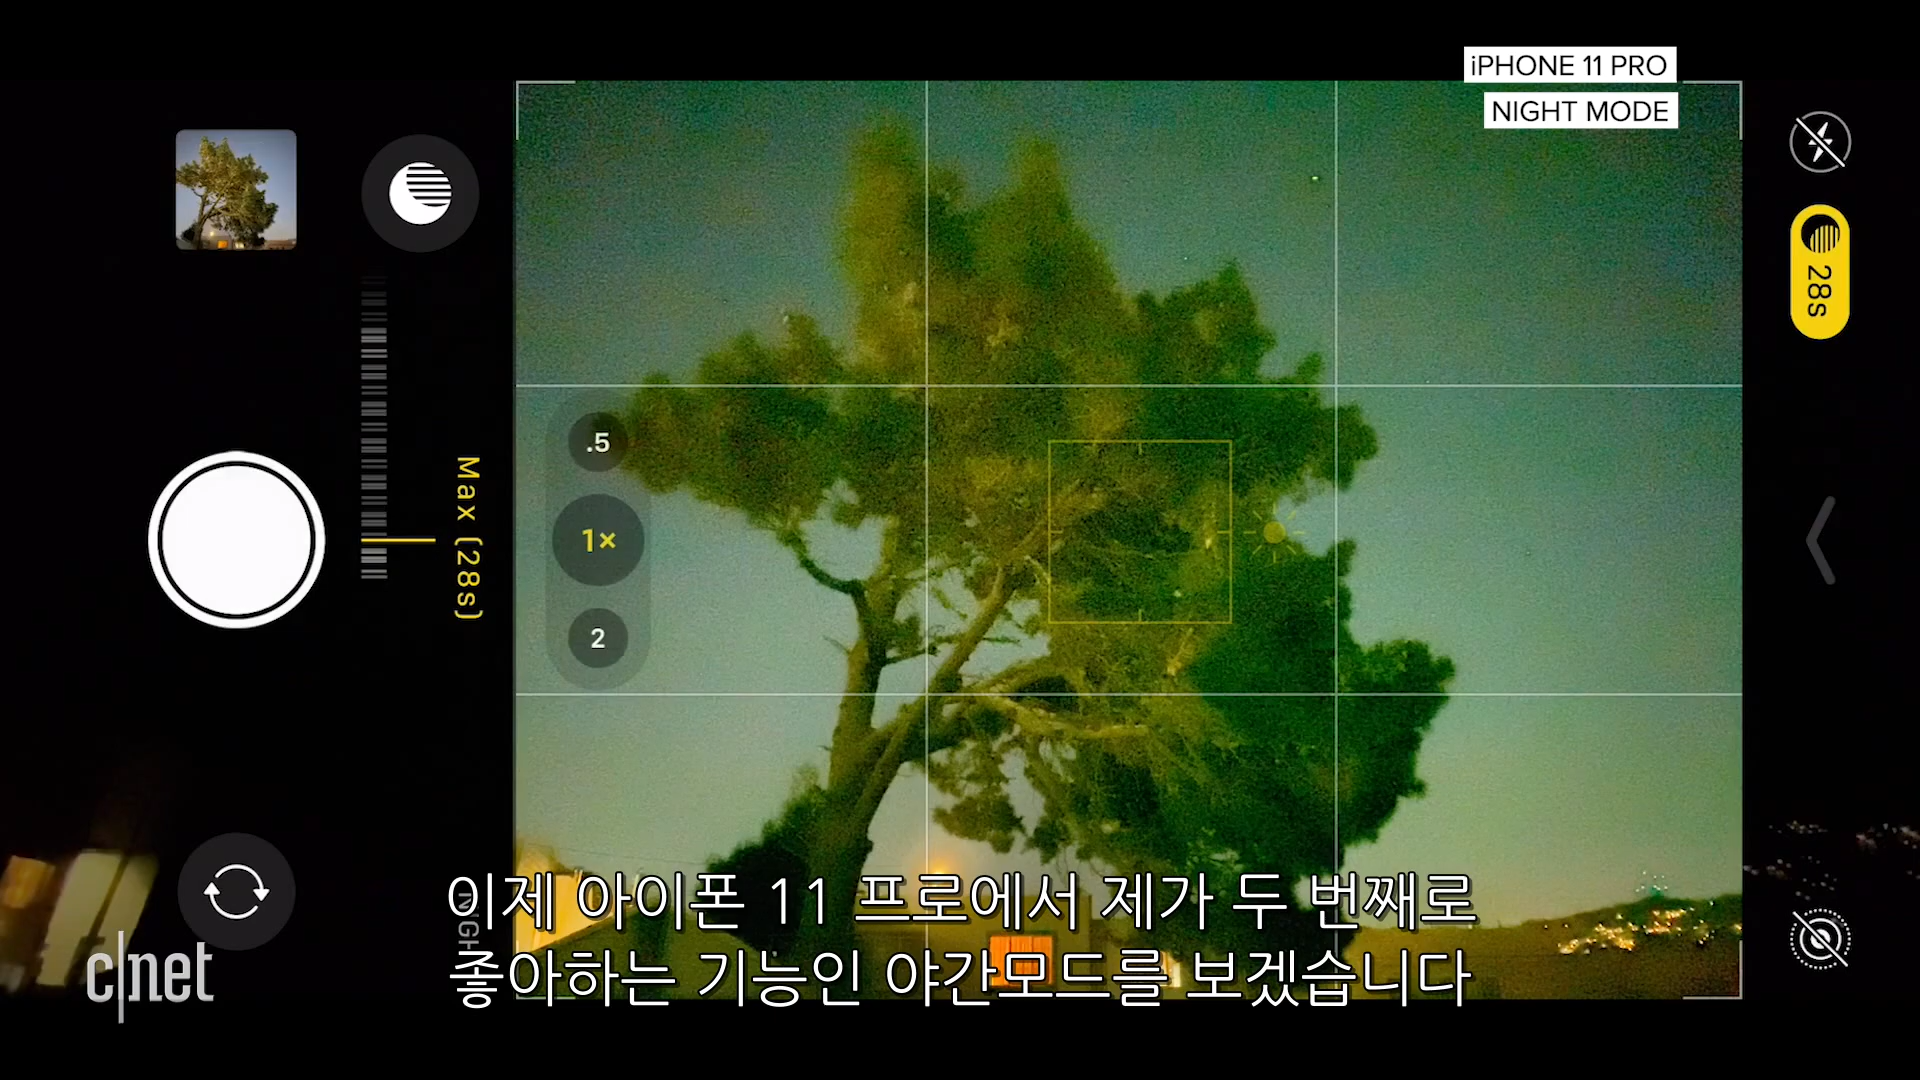 iPHONE 11 PRO
NIGHT MODE
28s
Max (28s)
.5
1×
2
이제 아이폰 11 프로에서 제가 두 번째로
좋아하는 기능인 야간모드를 보겠습니다
c|net